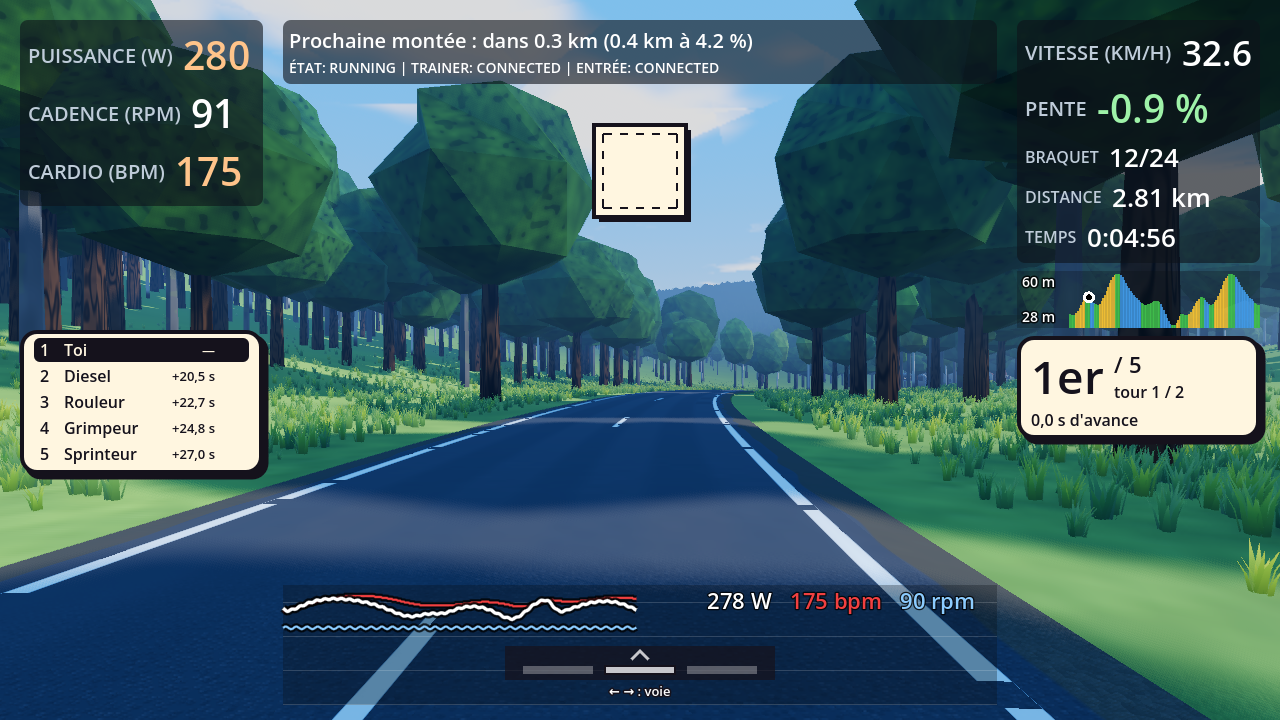 PUISSANCE (W) 280
CADENCE (RPM) 91
CARDIO (BPM) 175
Prochaine montée : dans 0.3 km (0.4 km à 4.2 %)
ÉTAT: RUNNING | TRAINER: CONNECTED | ENTRÉE: CONNECTED
VITESSE (KM/H) 32.6
PENTE -0.9 %
BRAQUET 12/24
DISTANCE 2.81 km
TEMPS 0:04:56
60 m
28 m
1 Toi —
2 Diesel +20,5 s
3 Rouleur +22,7 s
4 Grimpeur +24,8 s
5 Sprinteur +27,0 s
1er / 5
tour 1 / 2
0,0 s d'avance
278 W 175 bpm 90 rpm
← → : voie